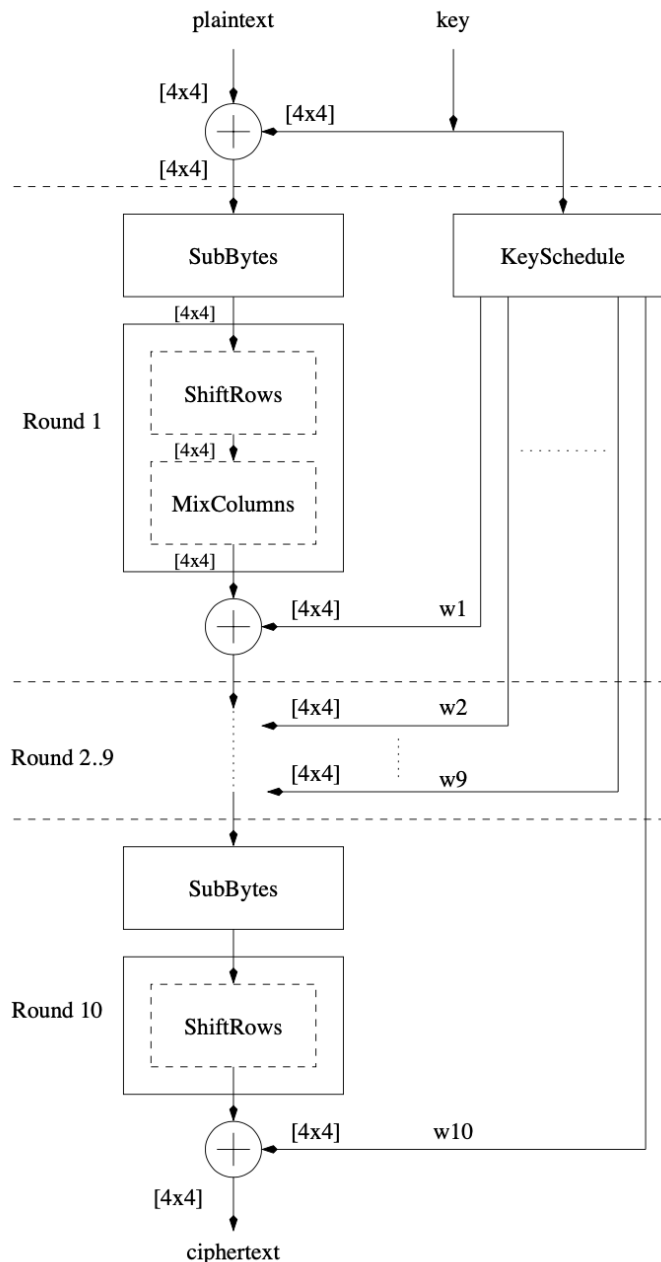 plaintext key
[4x4]
[4x4]
[4x4]
SubBytes KeySchedule
[4x4]
ShiftRows
Round 1
[4x4]
MixColumns
[4x4]
[4x4] w1
[4x4] w2
Round 2..9
[4x4] w9
SubBytes
Round 10
ShiftRows
[4x4] w10
[4x4]
ciphertext